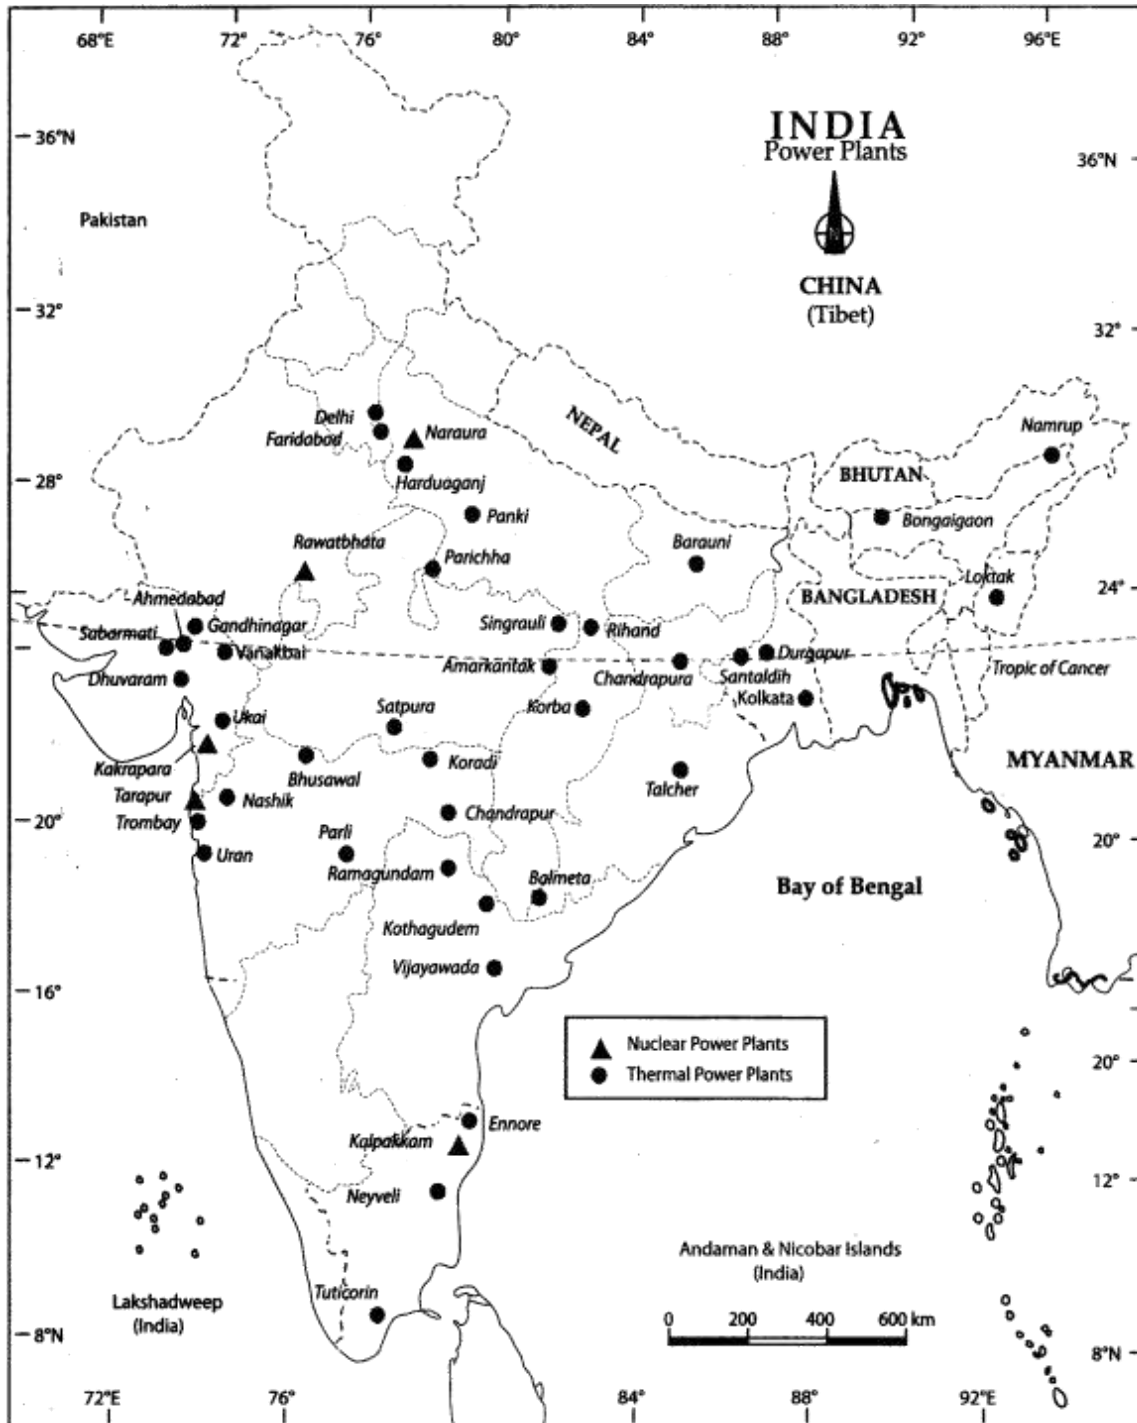 68°E 72° 76° 80° 84° 88° 92° 96°E
INDIA
Power Plants
36°N
36°N
Pakistan
N
CHINA
(Tibet)
32°
32°
NEPAL
Delhi
Faridabad
Naraura
Namrup
Harduaganj
BHUTAN
28°
Panki
Bongaigaon
Rawatbhata
Barauni
Parichha
Loktak
24°
Ahmedabad
BANGLADESH
Gandhinagar
Sabarmati
Singrauli
Rihand
Vanakbai
Durgapur
Amarkantak
Chandrapura
Santaldih
Tropic of Cancer
Dhuvaram
Kolkata
Korba
Satpura
Ukai
Koradi
MYANMAR
Kakrapara
Bhusawal
Talcher
Tarapur
Nashik
Chandrapur
Trombay
20°
20°
Parli
Uran
Ramagundam
Balmeta
Bay of Bengal
Kothagudem
Vijayawada
16°
Nuclear Power Plants
Thermal Power Plants
20°
Ennore
Kalpakkam
12°
12°
Neyveli
Andaman & Nicobar Islands
(India)
Tuticorin
Lakshadweep
(India)
0 200 400 600 km
8°N
8°N
72°E 76° 84° 88° 92°E